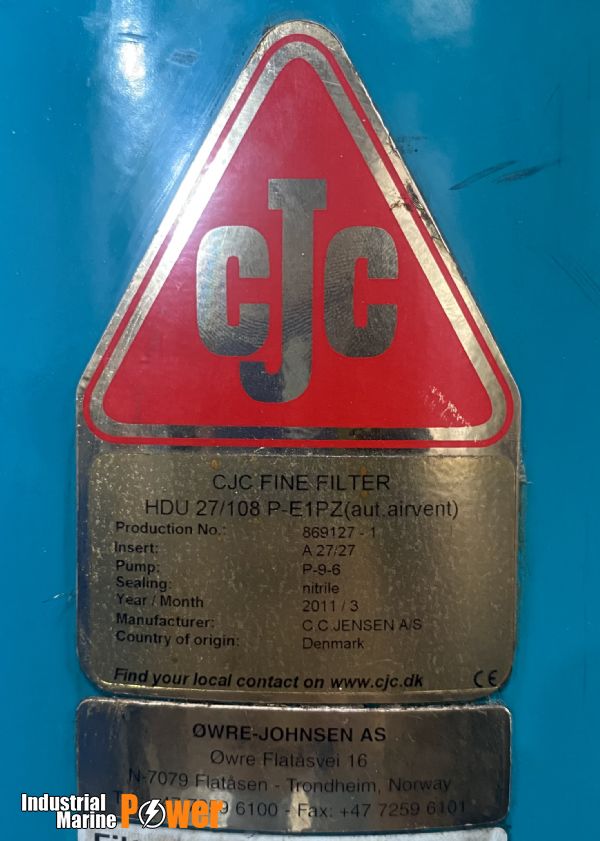 CJC
CJC FINE FILTER
HDU 27/108 P-E1PZ(aut.airvent)
Production No.: 869127 - 1
Insert: A 27/27
Pump: P-9-6
Sealing: nitrile
Year / Month 2011 / 3
Manufacturer: C.C.JENSEN A/S
Country of origin: Denmark
Find your local contact on www.cjc.dk CE
ØWRE-JOHNSEN AS
Øwre Flatåsvei 16
N-7079 Flatåsen - Trondheim, Norway
6100 - Fax: +47 7259 6101
Industrial
Marine Power